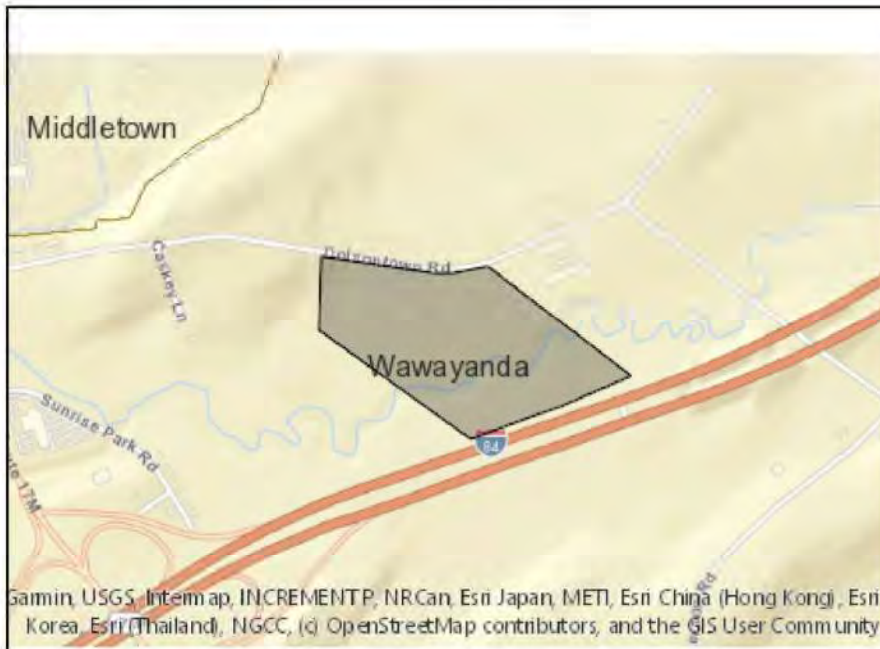 Middletown
Dolsontown Rd
Caskey Ln
Wawayanda
Sunrise Park Rd
84
17M
Rd
Garmin, USGS, Intermap, INCREMENT P, NRCan, Esri Japan, METI, Esri China (Hong Kong), Esri
Korea, Esri (Thailand), NGCC, (c) OpenStreetMap contributors, and the GIS User Community